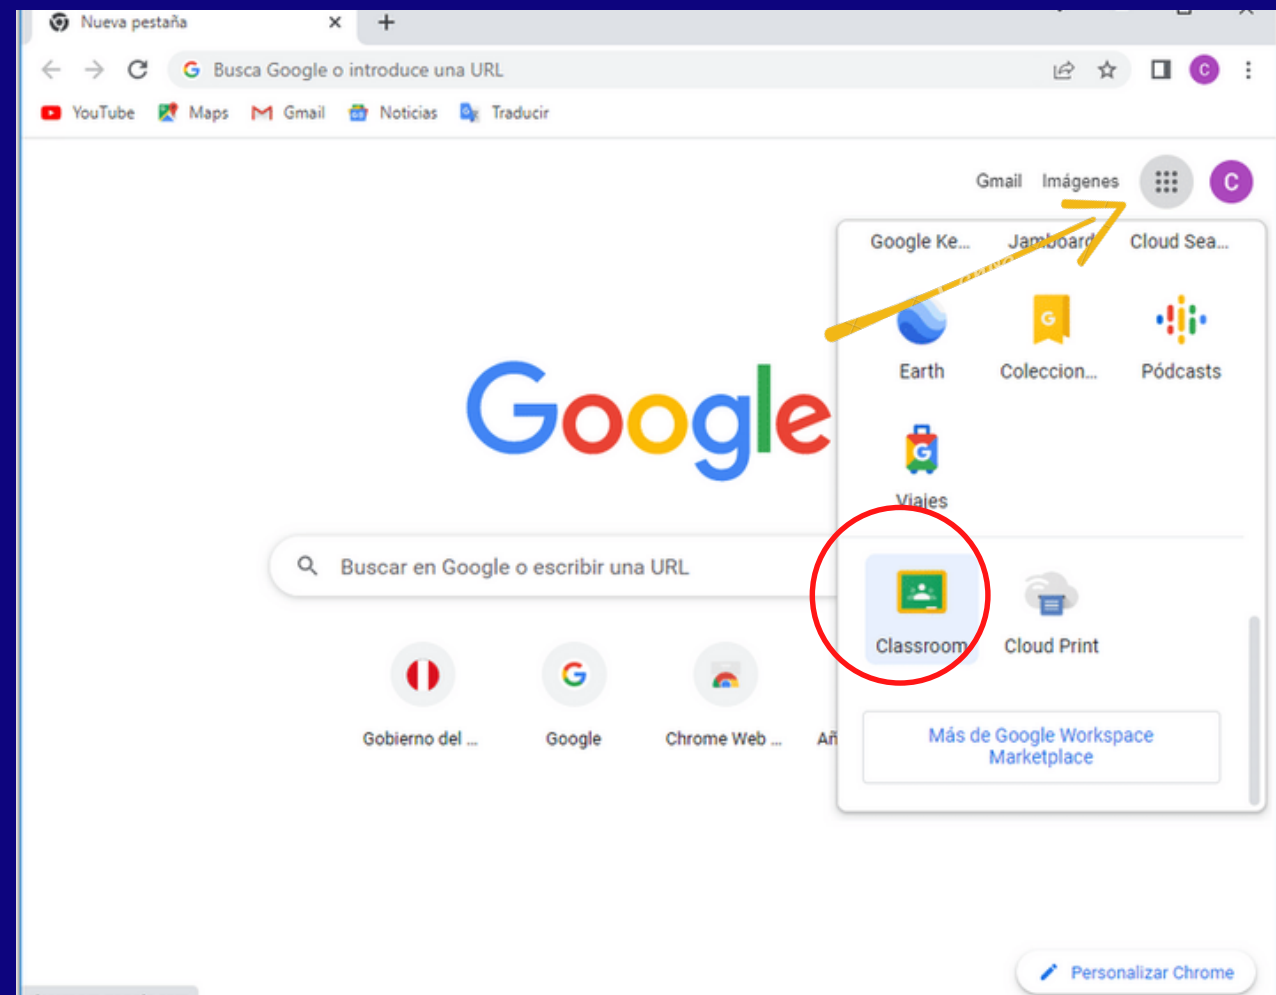 Nueva pestaña
Busca Google o introduce una URL
C
YouTube Maps Gmail Noticias Traducir
Gmail Imágenes C
Google Ke... Jamboard Cloud Sea...
Earth Coleccion... Pódcasts
Viajes
Google
Buscar en Google o escribir una URL
Classroom Cloud Print
Gobierno del ... Google Chrome Web ... Añ
Más de Google Workspace
Marketplace
Personalizar Chrome